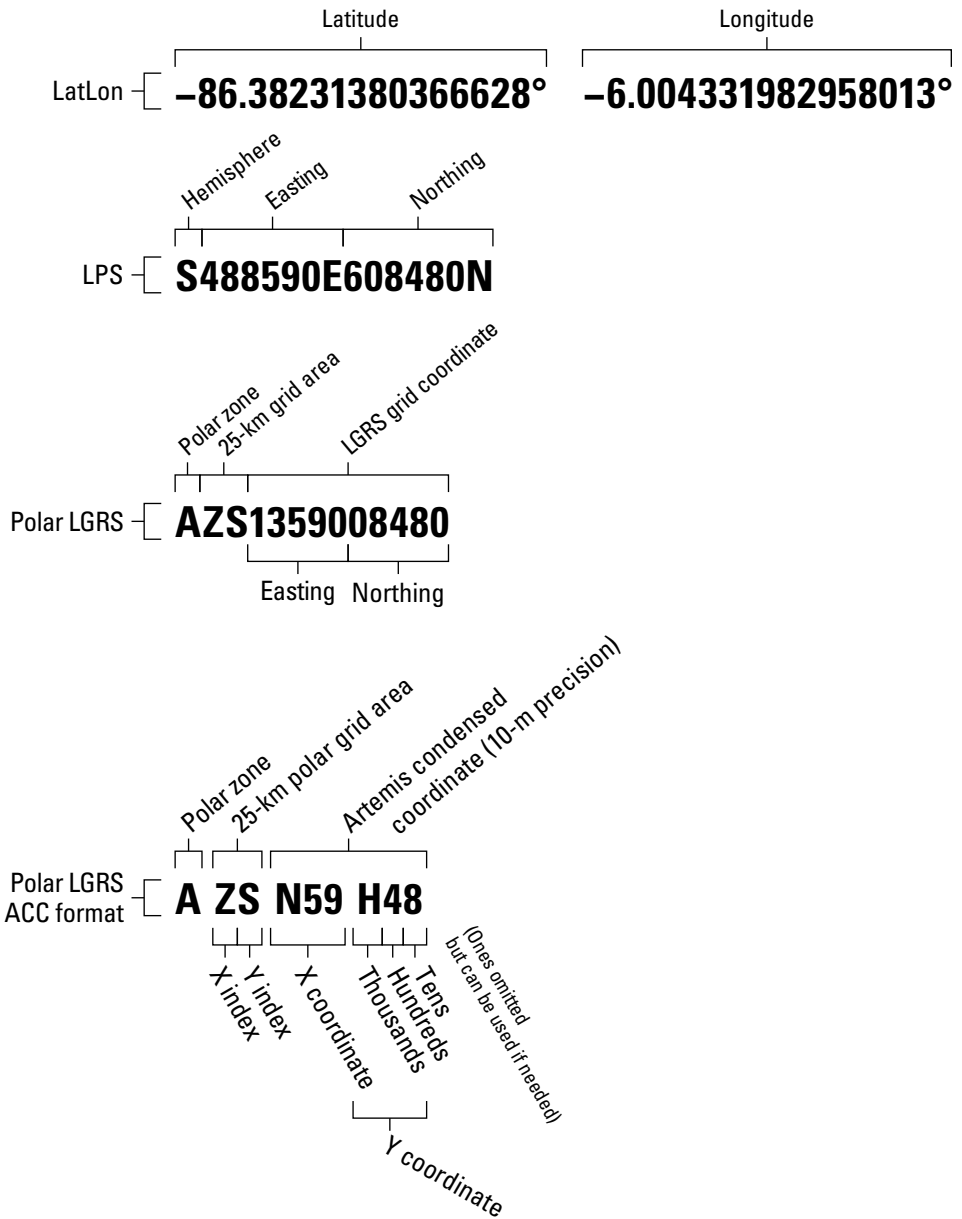 Latitude
Longitude
LatLon
–86.38231380366628°
–6.004331982958013°
Hemisphere
Easting
Northing
LPS
S488590E608480N
Polar zone
25-km grid area
LGRS grid coordinate
Polar LGRS
AZS1359008480
Easting
Northing
Polar zone
25-km polar grid area
Artemis condensed
coordinate (10-m precision)
Polar LGRS
ACC format
A ZS N59 H48
X index
Y index
X coordinate
Thousands
Hundreds
Tens
(Ones omitted
but can be used if needed)
Y coordinate